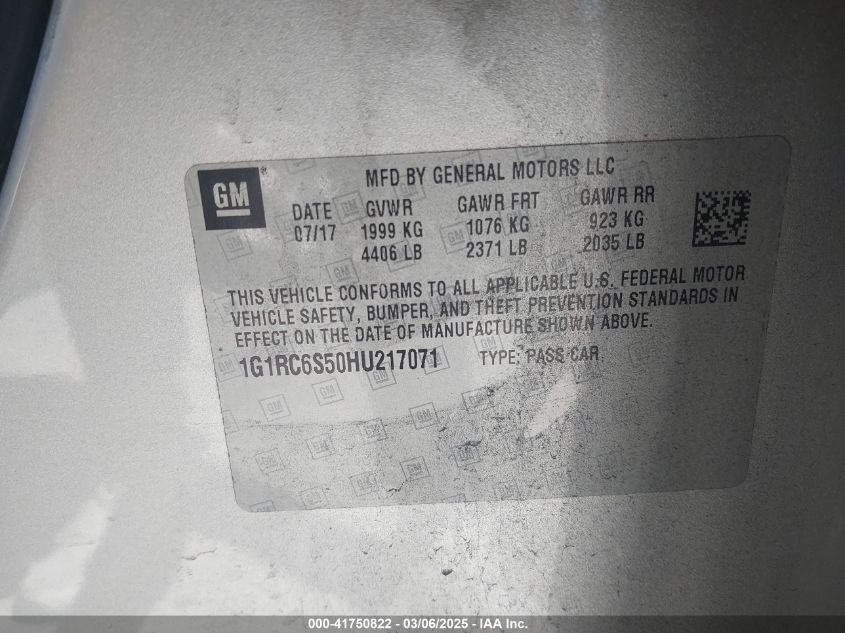 MFD BY GENERAL MOTORS LLC
GM
DATE GVWR GAWR FRT GAWR RR
07/17 1999 KG 1076 KG 923 KG
4406 LB 2371 LB 2035 LB
THIS VEHICLE CONFORMS TO ALL APPLICABLE U.S. FEDERAL MOTOR
VEHICLE SAFETY, BUMPER, AND THEFT PREVENTION STANDARDS IN
EFFECT ON THE DATE OF MANUFACTURE SHOWN ABOVE.
1G1RC6S50HU217071 TYPE: PASS CAR
000-41750822 - 03/06/2025 - © IAA, Inc.